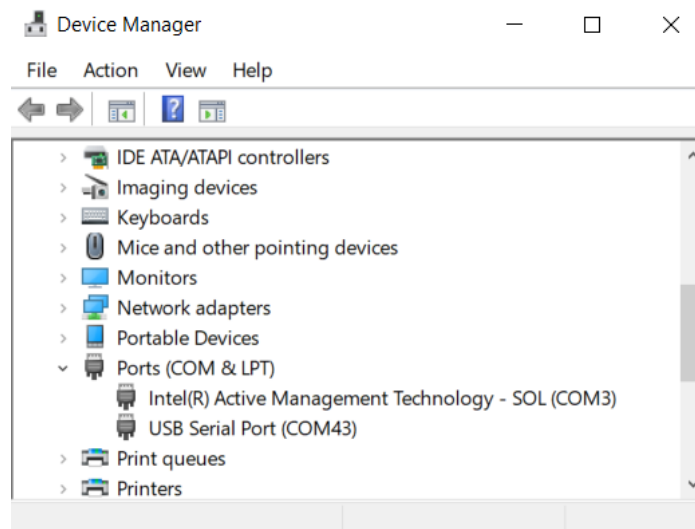 Device Manager
File Action View Help
IDE ATA/ATAPI controllers
Imaging devices
Keyboards
Mice and other pointing devices
Monitors
Network adapters
Portable Devices
Ports (COM & LPT)
Intel(R) Active Management Technology - SOL (COM3)
USB Serial Port (COM43)
Print queues
Printers